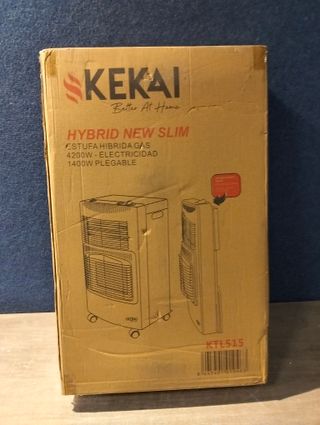 KEKAI
Better At Home
HYBRID NEW SLIM
ESTUFA HIBRIDA GAS
4200W - ELECTRICIDAD
1400W PLEGABLE
KTL515